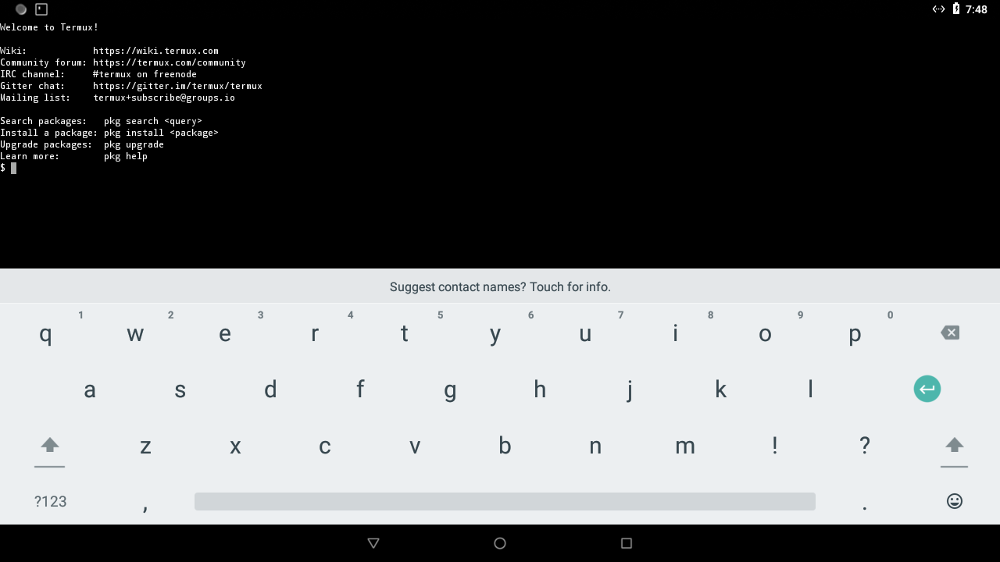 7:48
Welcome to Termux!
Wiki: https://wiki.termux.com
Community forum: https://termux.com/community
IRC channel: #termux on freenode
Gitter chat: https://gitter.im/termux/termux
Mailing list: termux+subscribe@groups.io
Search packages: pkg search <query>
Install a package: pkg install <package>
Upgrade packages: pkg upgrade
Learn more: pkg help
$
Suggest contact names? Touch for info.
1 2 3 4 5 6 7 8 9 0
q w e r t y u i o p
a s d f g h j k l
z x c v b n m ! ?
?123 , .